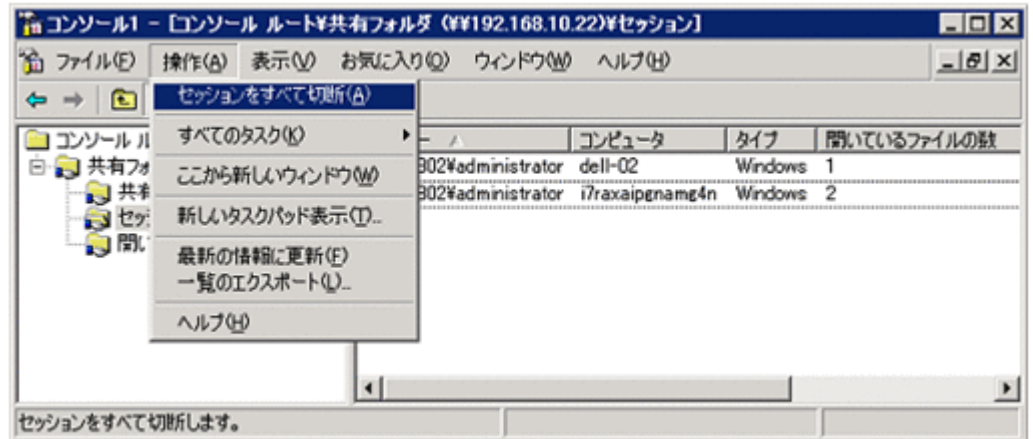 コンソール1 - [コンソール ルート¥共有フォルダ (¥¥192.168.10.22)¥セッション]
ファイル(F) 操作(A) 表示(V) お気に入り(O) ウィンドウ(W) ヘルプ(H)
セッションをすべて切断(A)
すべてのタスク(K)
ここから新しいウィンドウ(W)
新しいタスクパッド表示(T)...
最新の情報に更新(F)
一覧のエクスポート(L)...
ヘルプ(H)
コンソール ル
共有フォ
共有
セッ
開い
ー コンピュータ タイプ 開いているファイルの数
302¥administrator dell-02 Windows 1
302¥administrator i7raxaipgnamg4n Windows 2
セッションをすべて切断します。